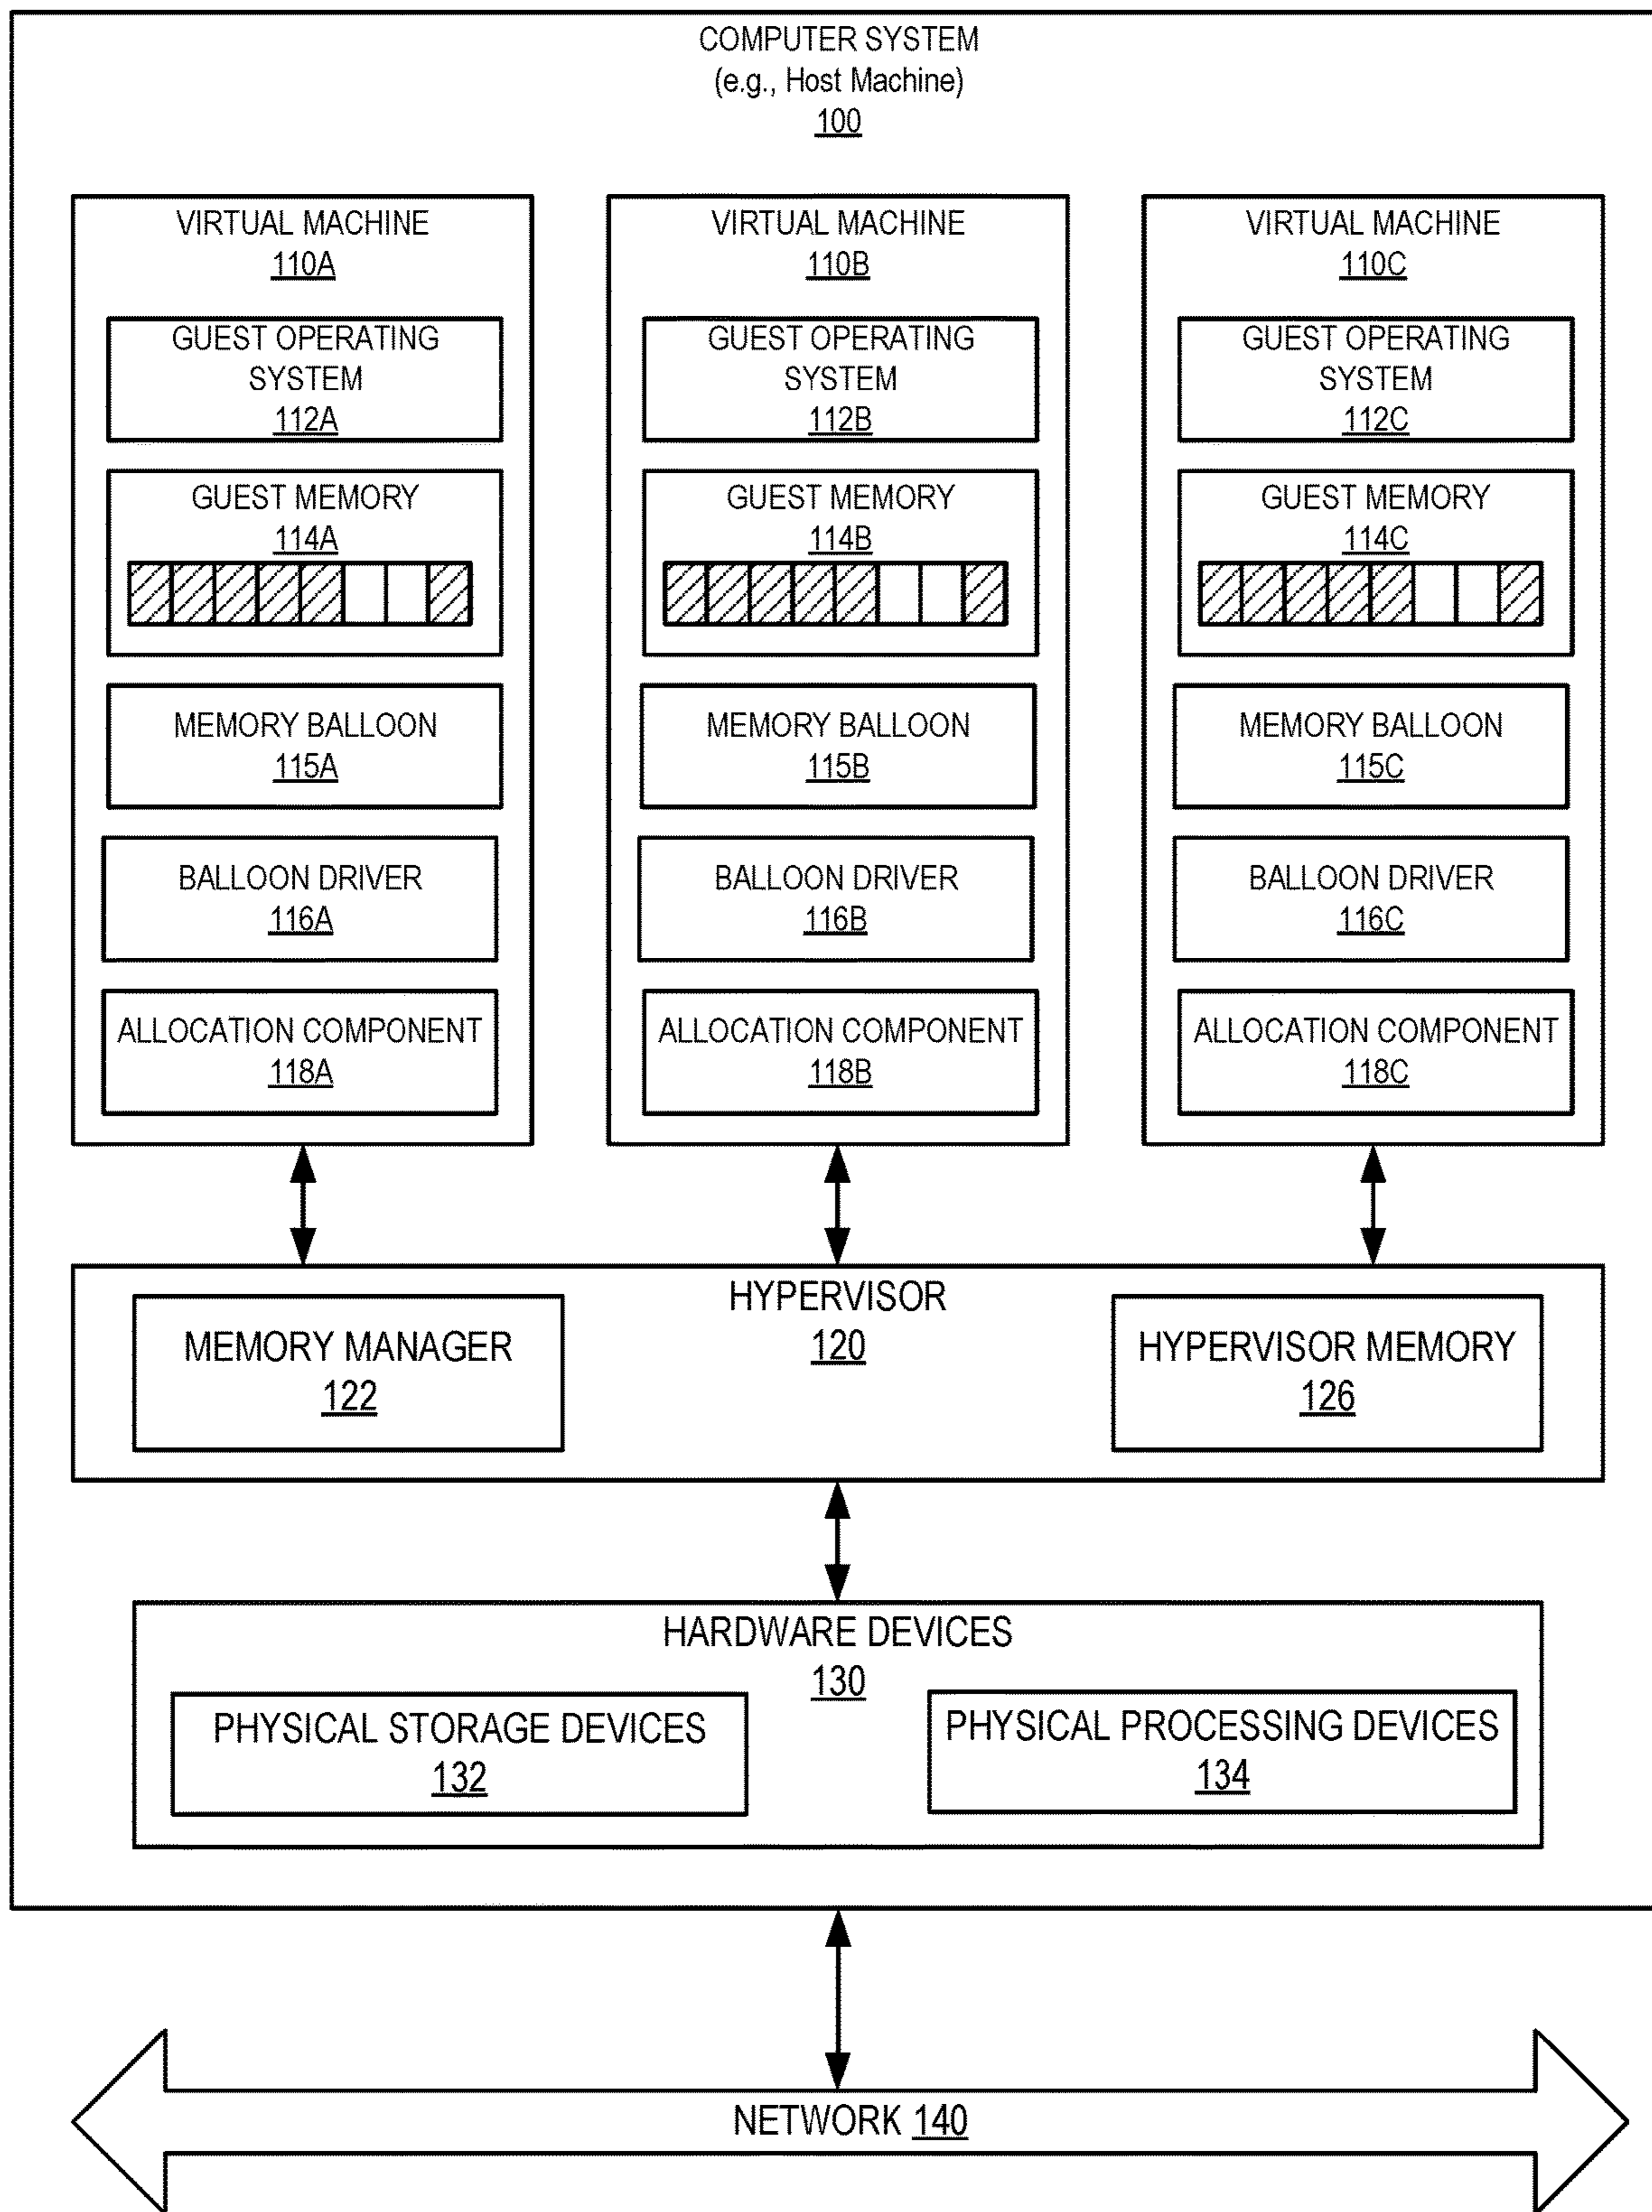 COMPUTER SYSTEM
(e.g., Host Machine)
100
VIRTUAL MACHINE
110A
GUEST OPERATING
SYSTEM
112A
GUEST MEMORY
114A
MEMORY BALLOON
115A
BALLOON DRIVER
116A
ALLOCATION COMPONENT
118A
VIRTUAL MACHINE
110B
GUEST OPERATING
SYSTEM
112B
GUEST MEMORY
114B
MEMORY BALLOON
115B
BALLOON DRIVER
116B
ALLOCATION COMPONENT
118B
VIRTUAL MACHINE
110C
GUEST OPERATING
SYSTEM
112C
GUEST MEMORY
114C
MEMORY BALLOON
115C
BALLOON DRIVER
116C
ALLOCATION COMPONENT
118C
HYPERVISOR
120
MEMORY MANAGER
122
HYPERVISOR MEMORY
126
HARDWARE DEVICES
130
PHYSICAL STORAGE DEVICES
132
PHYSICAL PROCESSING DEVICES
134
NETWORK 140